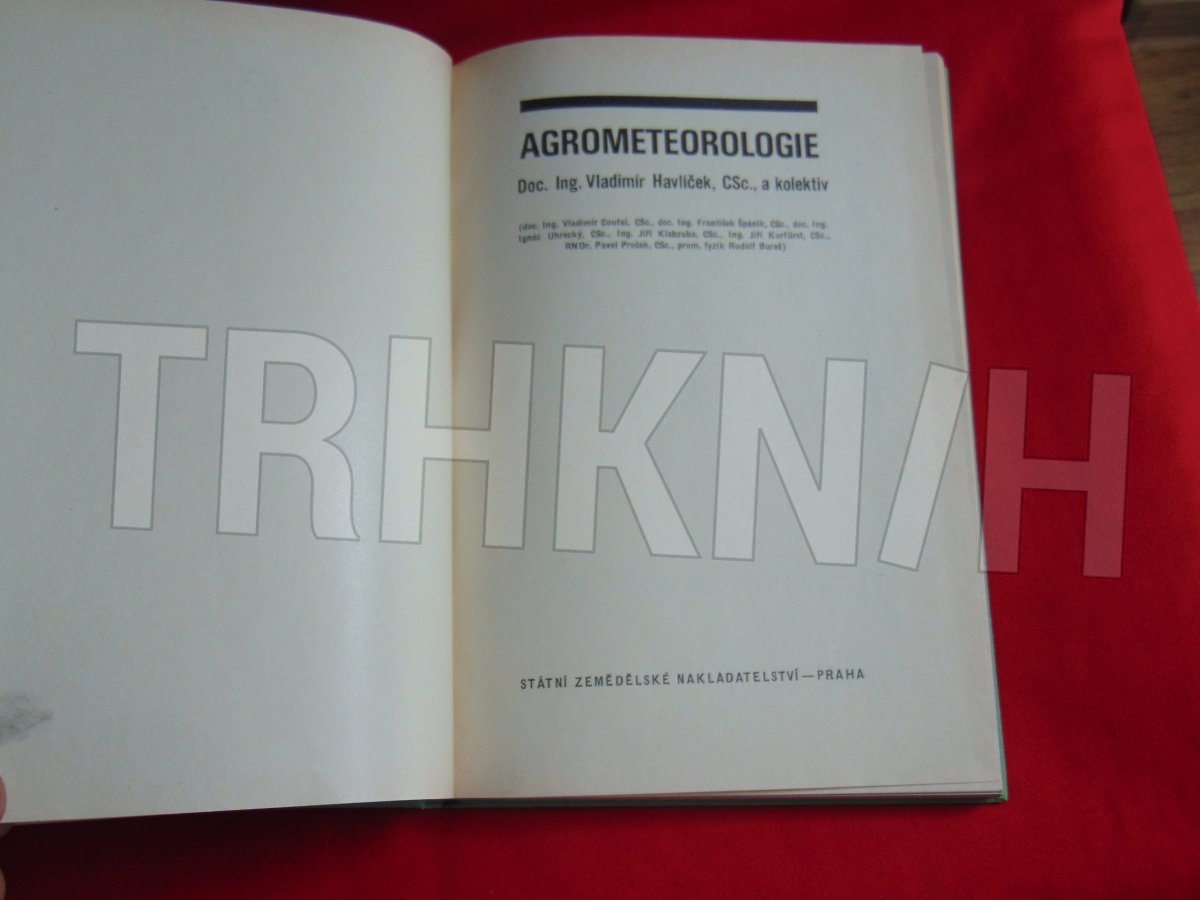 AGROMETEOROLOGIE
Doc. Ing. Vladimír Havlíček, CSc., a kolektiv
(doc. Ing. Vladimír Coufal, CSc., doc. Ing. František Špánik, CSc., doc. Ing.
Ignác Uhrecký, CSc., Ing. Jiří Klabzuba, CSc., Ing. Jiří Kurfürst, CSc.,
RNDr. Pavel Prošek, CSc., prom. fyzik Rudolf Bureš)
TRHKNIH
STÁTNÍ ZEMĚDĚLSKÉ NAKLADATELSTVÍ — PRAHA